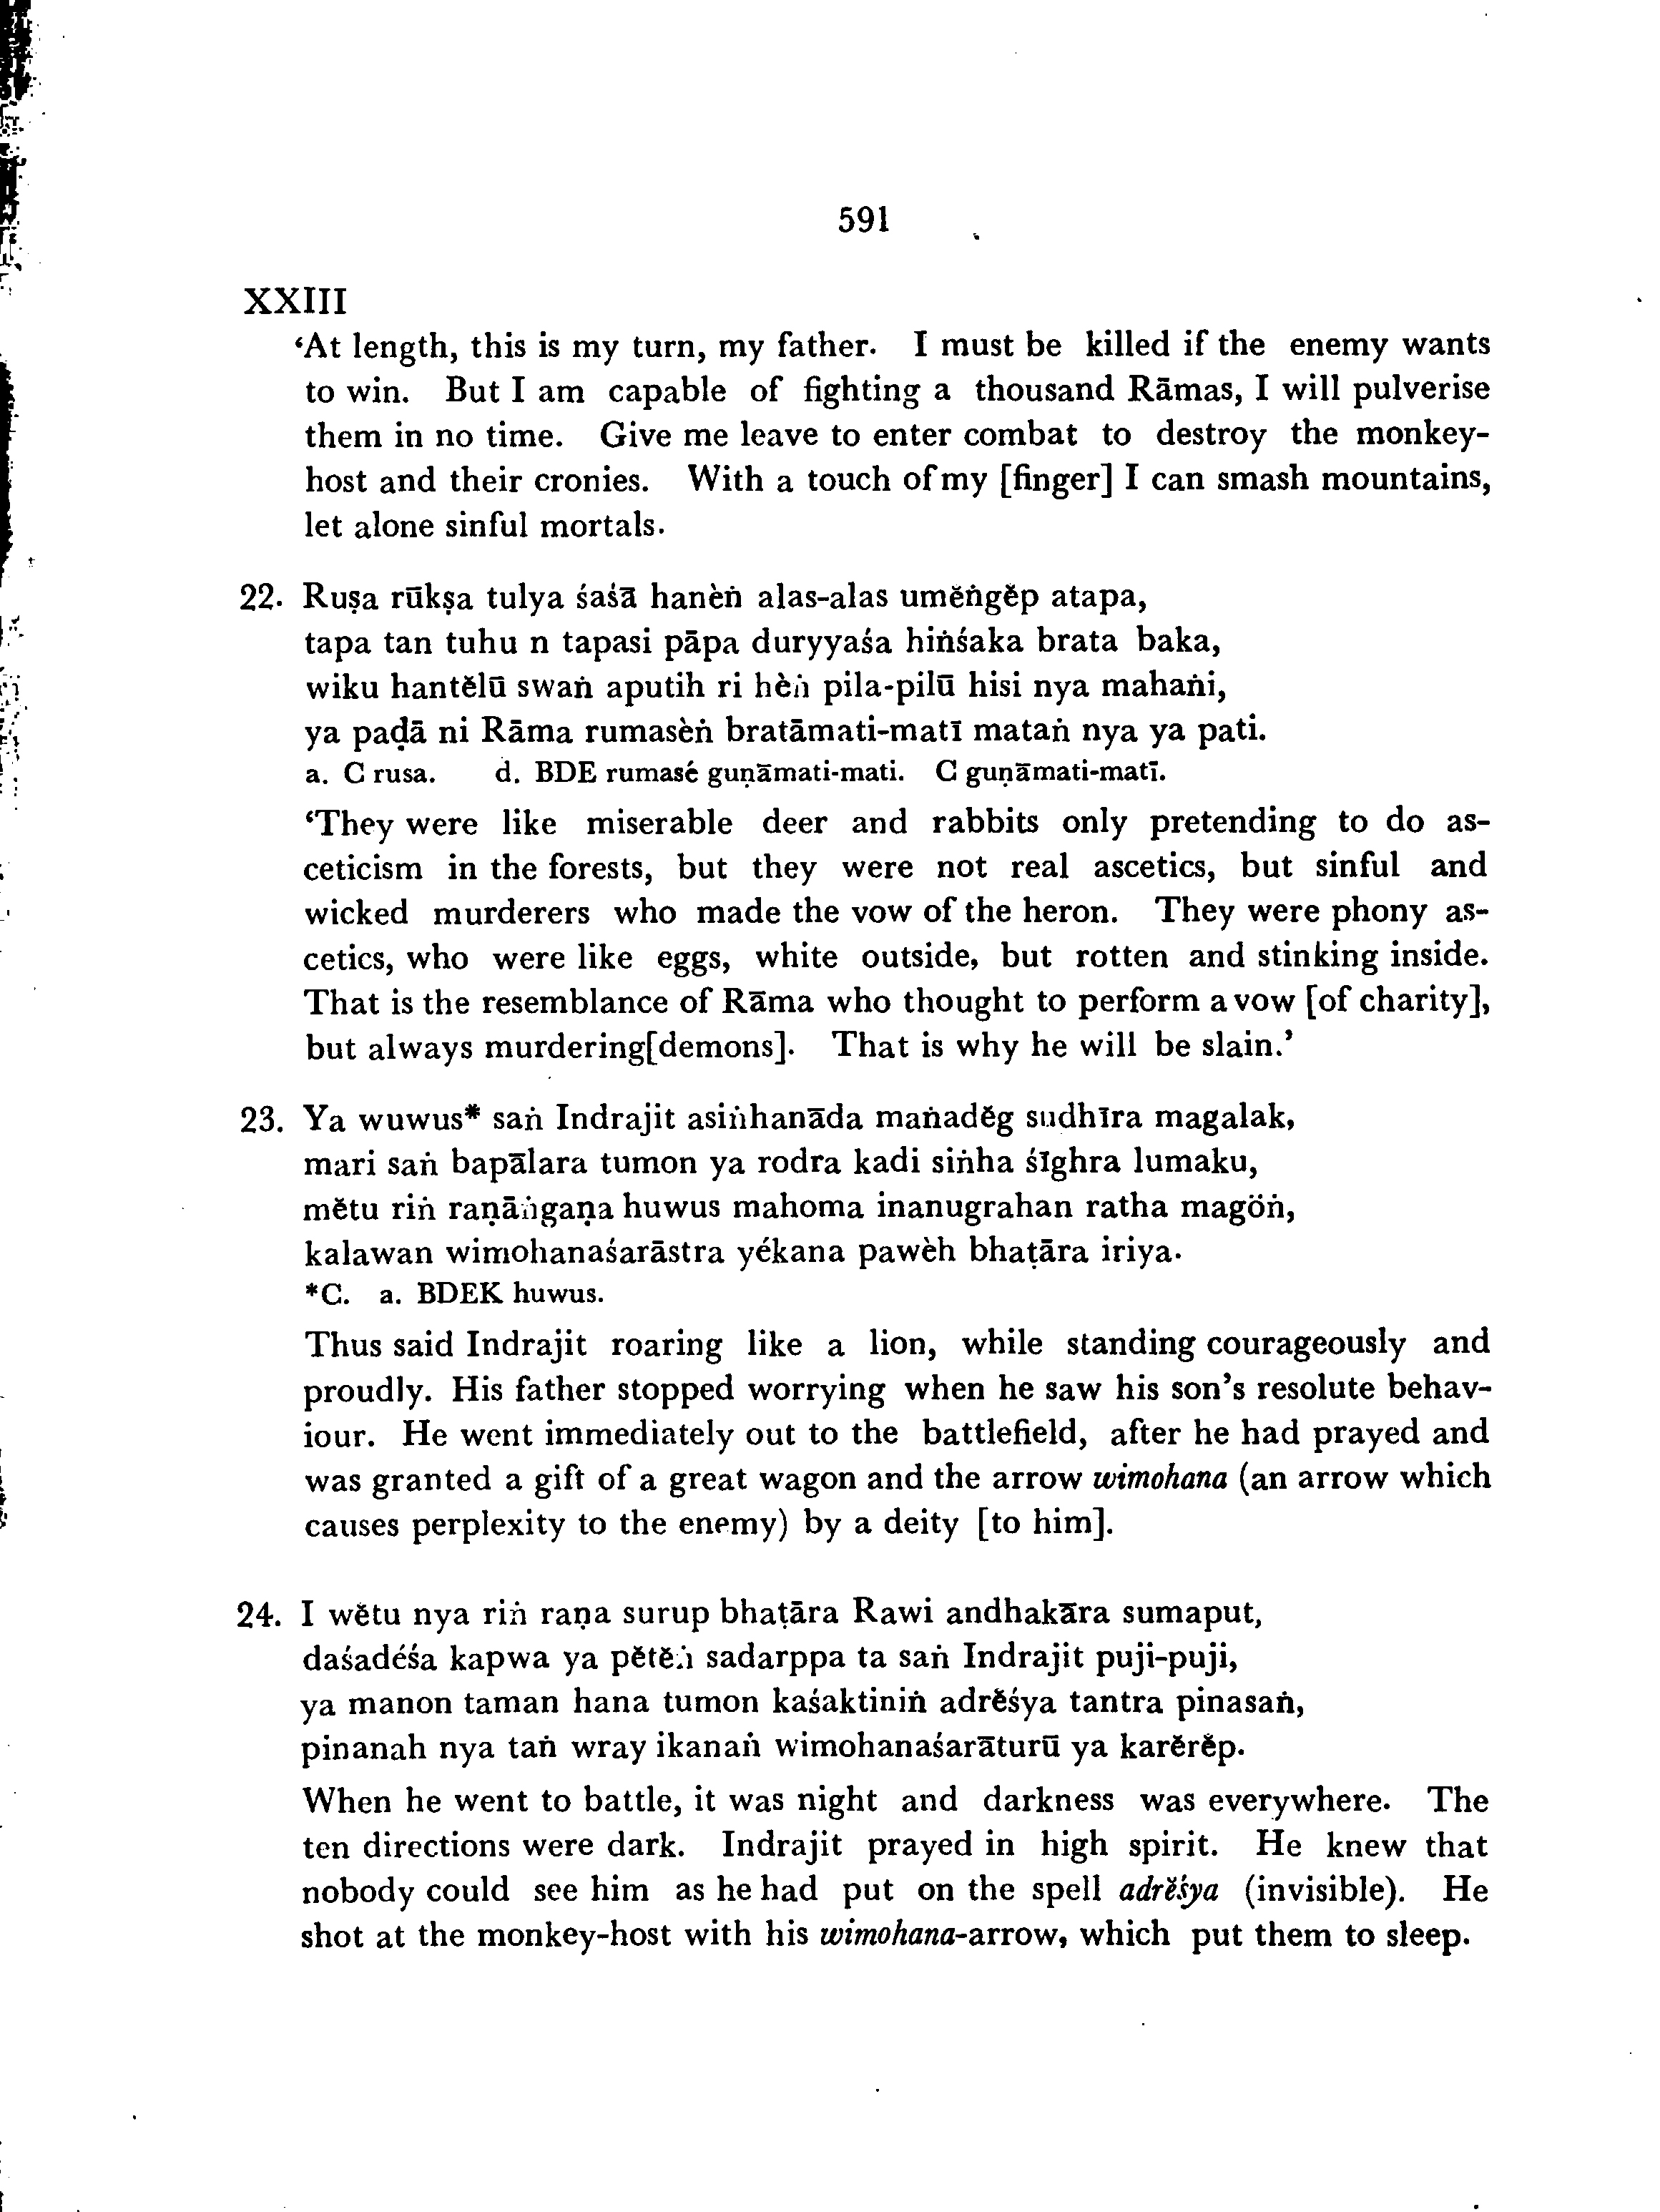 591
XXIII
‘At length, this is my turn, my father. I must be killed if the enemy wants
to win. But I am capable of fighting a thousand Rāmas, I will pulverise
them in no time. Give me leave to enter combat to destroy the monkey-
host and their cronies. With a touch of my [finger] I can smash mountains,
let alone sinful mortals.
22. Ruṣa rūkṣa tulya śaśā hanèṅ alas-alas umĕṅgĕp atapa,
tapa tan tuhu n tapasi pāpa duryyaśa hiṅśaka brata baka,
wiku hantĕlū swaṅ aputih ri hèṅ pila-pilū hisi nya mahaṅi,
ya paḍā ni Rāma rumasèṅ bratāmati-matī mataṅ nya ya pati.
a. C rusa. d. BDE rumasé guṇāmati-mati. C guṇāmati-matī.
‘They were like miserable deer and rabbits only pretending to do as-
ceticism in the forests, but they were not real ascetics, but sinful and
wicked murderers who made the vow of the heron. They were phony as-
cetics, who were like eggs, white outside, but rotten and stinking inside.
That is the resemblance of Rāma who thought to perform a vow [of charity],
but always murdering[demons]. That is why he will be slain.’
23. Ya wuwus* saṅ Indrajit asiṅhanāda maṅadĕg sudhīra magalak,
mari saṅ bapālara tumon ya rodra kadi siṅha śīghra lumaku,
mĕtu riṅ raṇāṅgaṇa huwus mahoma inanugrahan ratha magöṅ,
kalawan wimohanaśarāstra yékana pawèh bhaṭāra iriya.
*C. a. BDEK huwus.
Thus said Indrajit roaring like a lion, while standing courageously and
proudly. His father stopped worrying when he saw his son’s resolute behav-
iour. He went immediately out to the battlefield, after he had prayed and
was granted a gift of a great wagon and the arrow wimohana (an arrow which
causes perplexity to the enemy) by a deity [to him].
24. I wĕtu nya riṅ raṇa surup bhaṭāra Rawi andhakāra sumaput,
daśadéśa kapwa ya pĕtĕṅ sadarppa ta saṅ Indrajit puji-puji,
ya manon taman hana tumon kaśaktiniṅ adrĕśya tantra pinasaṅ,
pinanah nya taṅ wray ikanaṅ wimohanaśarāturū ya karĕrĕp.
When he went to battle, it was night and darkness was everywhere. The
ten directions were dark. Indrajit prayed in high spirit. He knew that
nobody could see him as he had put on the spell adrĕśya (invisible). He
shot at the monkey-host with his wimohana-arrow, which put them to sleep.